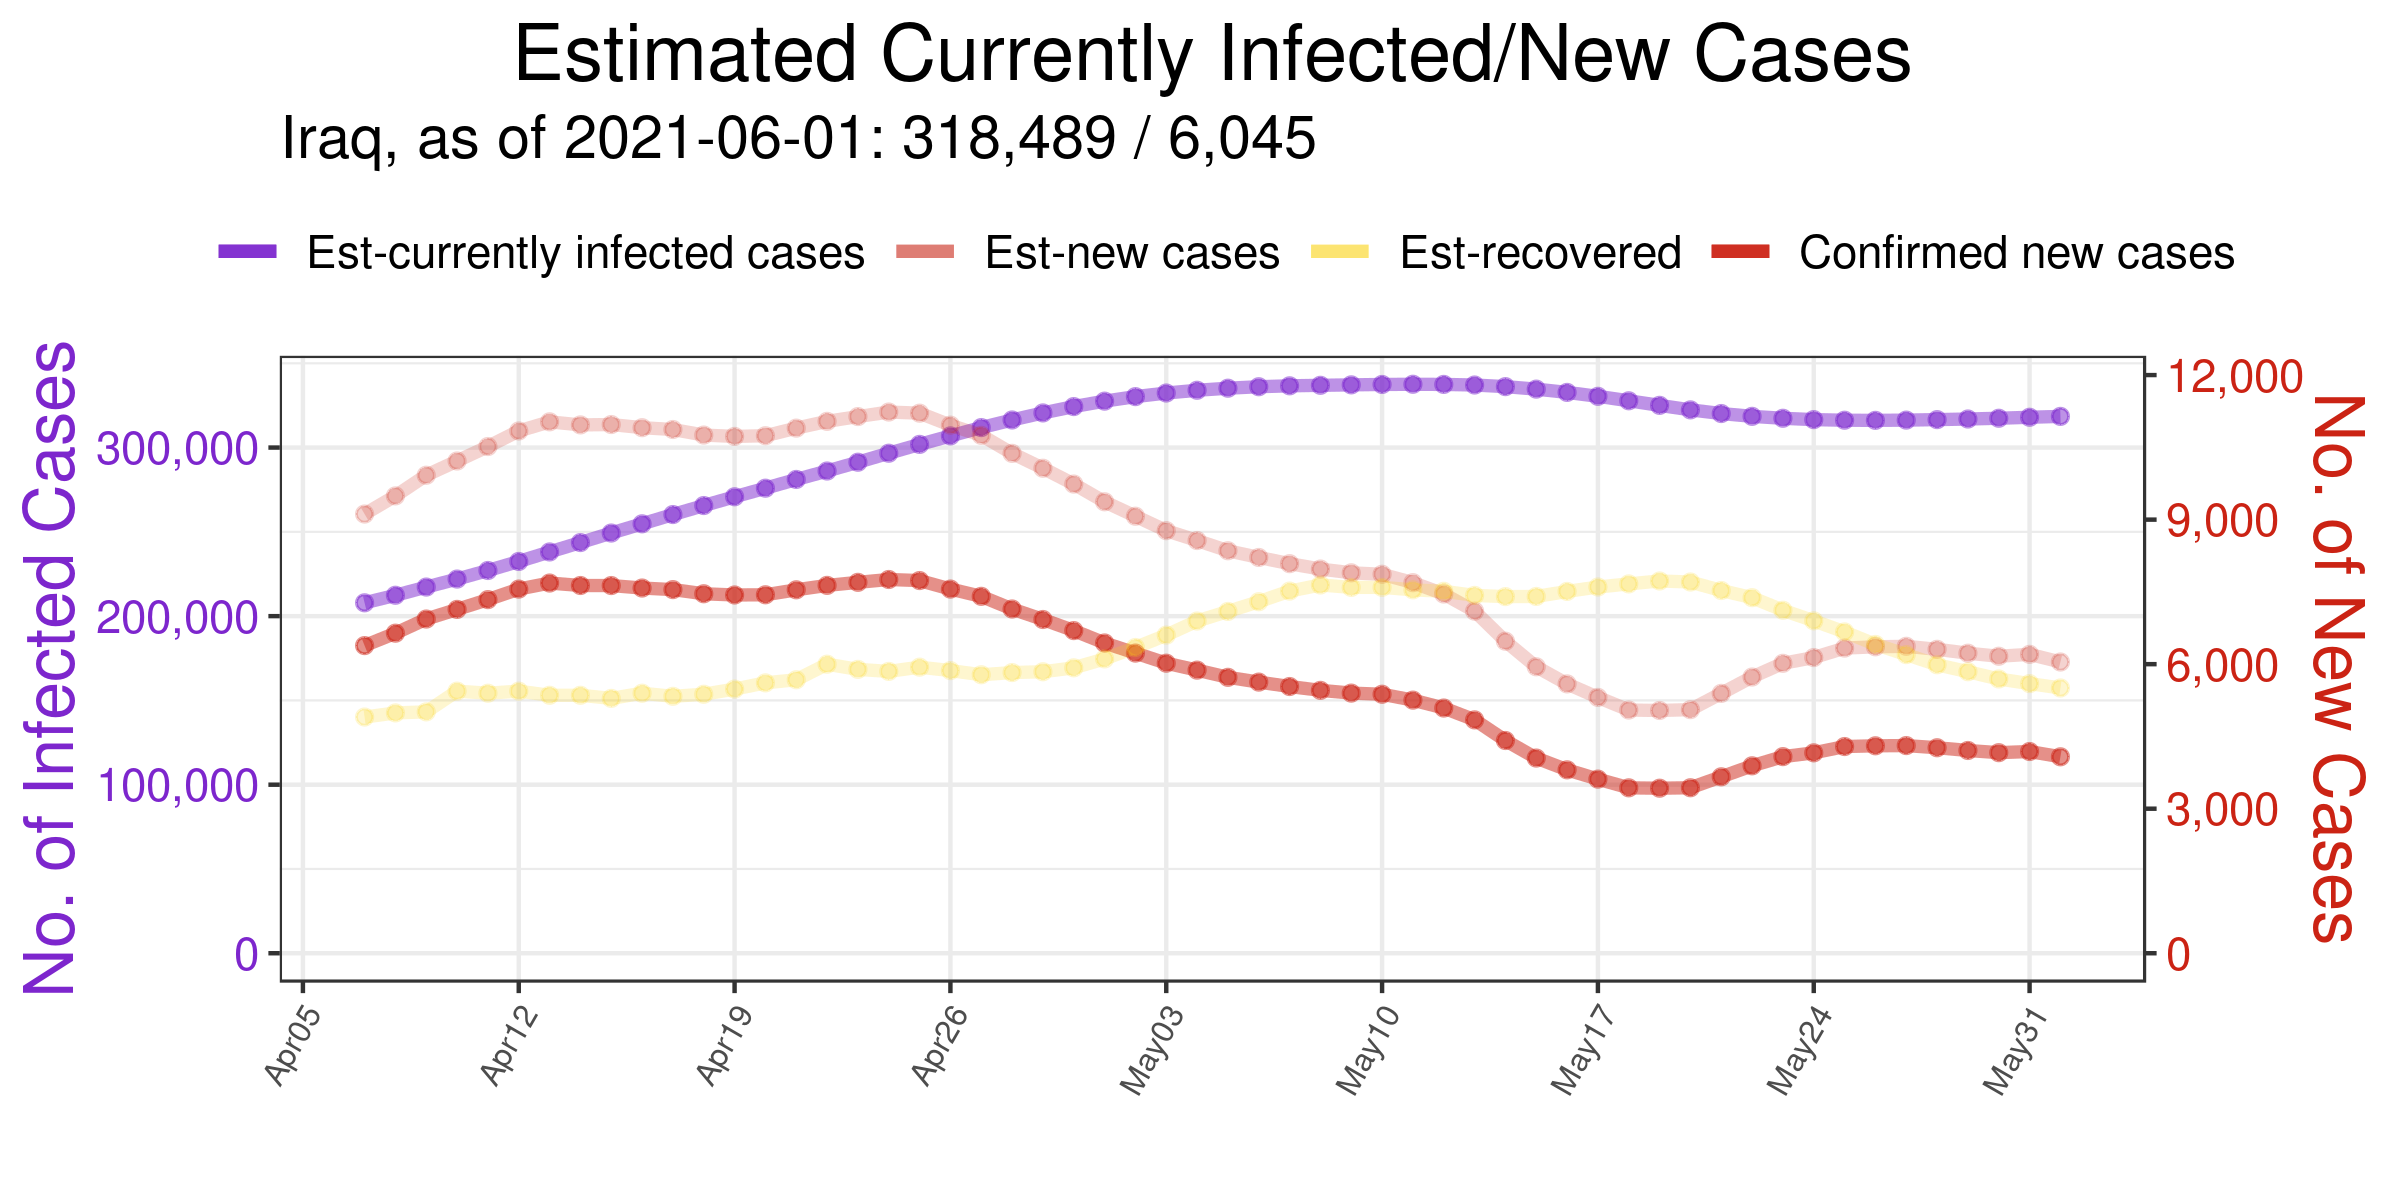 Estimated Currently Infected/New Cases
Iraq, as of 2021-06-01: 318,489 / 6,045
Est-currently infected cases Est-new cases Est-recovered Confirmed new cases
No. of Infected Cases
300,000
200,000
100,000
0
12,000
9,000
6,000
3,000
0
No. of New Cases
Apr05 Apr12 Apr19 Apr26 May03 May10 May17 May24 May31